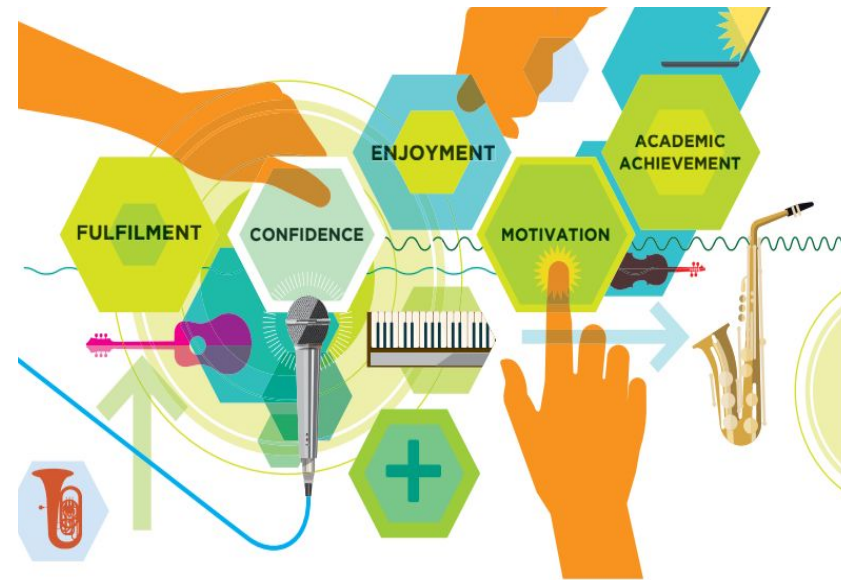 FULFILMENT
CONFIDENCE
ENJOYMENT
MOTIVATION
ACADEMIC
ACHIEVEMENT